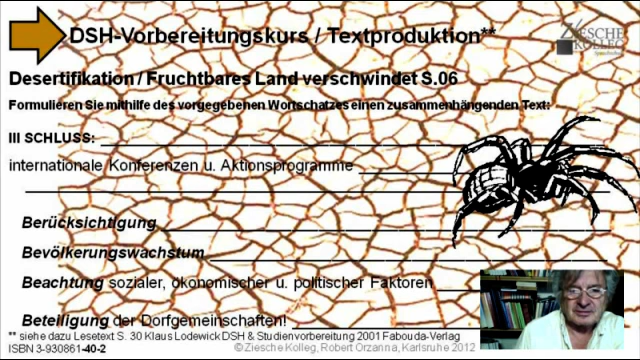 DSH-Vorbereitungskurs / Textproduktion**
ZIESCHE
KOLLEG
Desertifikation / Fruchtbares Land verschwindet S.06
Formulieren Sie mithilfe des vorgegebenen Wortschatzes einen zusammenhängenden Text:
III SCHLUSS:
internationale Konferenzen u. Aktionsprogramme
Berücksichtigung
Bevölkerungswachstum
Beachtung sozialer, ökonomischer u. politischer Faktoren
Beteiligung der Dorfgemeinschaften!
** siehe dazu Lesetext S. 30 Klaus Lodewick DSH & Studienvorbereitung 2001 Fabouda-Verlag
ISBN 3-930861-40-2
©Ziesche Kolleg, Robert Orzanna, Karlsruhe 2012